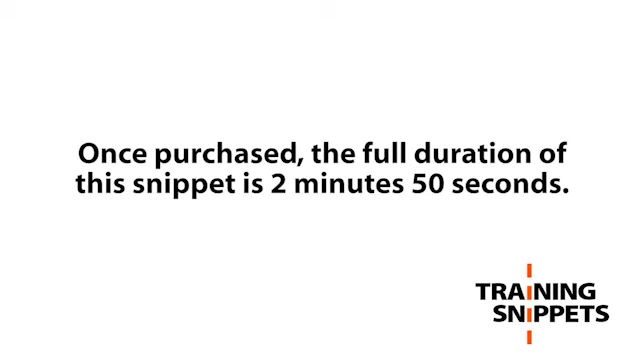 Once purchased, the full duration of
this snippet is 2 minutes 50 seconds.
TRAINING
SNIPPETS